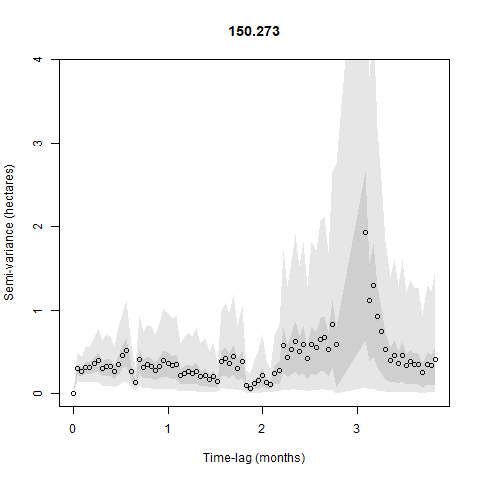 150.273
4
3
2
1
0
Semi-variance (hectares)
0 1 2 3
Time-lag (months)